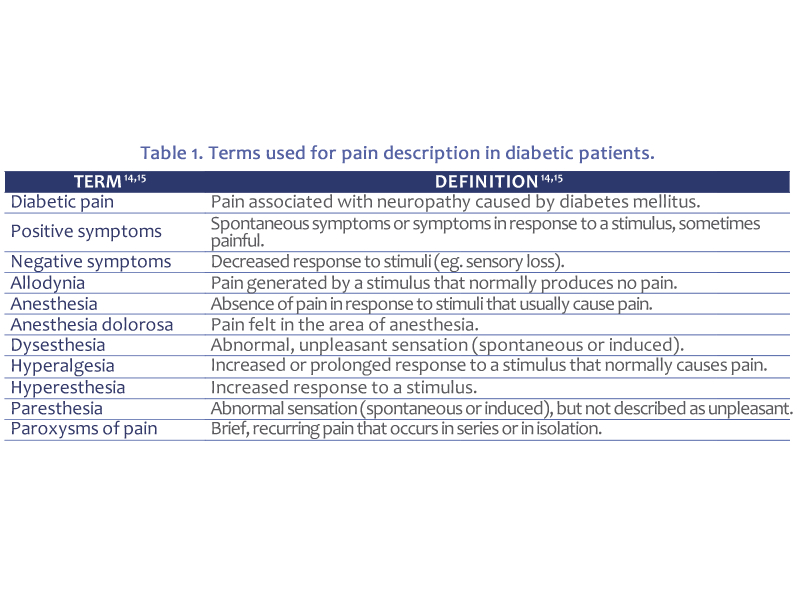 Table 1. Terms used for pain description in diabetic patients.
TERM 14,15 DEFINITION 14,15
Diabetic pain Pain associated with neuropathy caused by diabetes mellitus.
Positive symptoms Spontaneous symptoms or symptoms in response to a stimulus, sometimes
painful.
Negative symptoms Decreased response to stimuli (eg. sensory loss).
Allodynia Pain generated by a stimulus that normally produces no pain.
Anesthesia Absence of pain in response to stimuli that usually cause pain.
Anesthesia dolorosa Pain felt in the area of anesthesia.
Dysesthesia Abnormal, unpleasant sensation (spontaneous or induced).
Hyperalgesia Increased or prolonged response to a stimulus that normally causes pain.
Hyperesthesia Increased response to a stimulus.
Paresthesia Abnormal sensation (spontaneous or induced), but not described as unpleasant.
Paroxysms of pain Brief, recurring pain that occurs in series or in isolation.